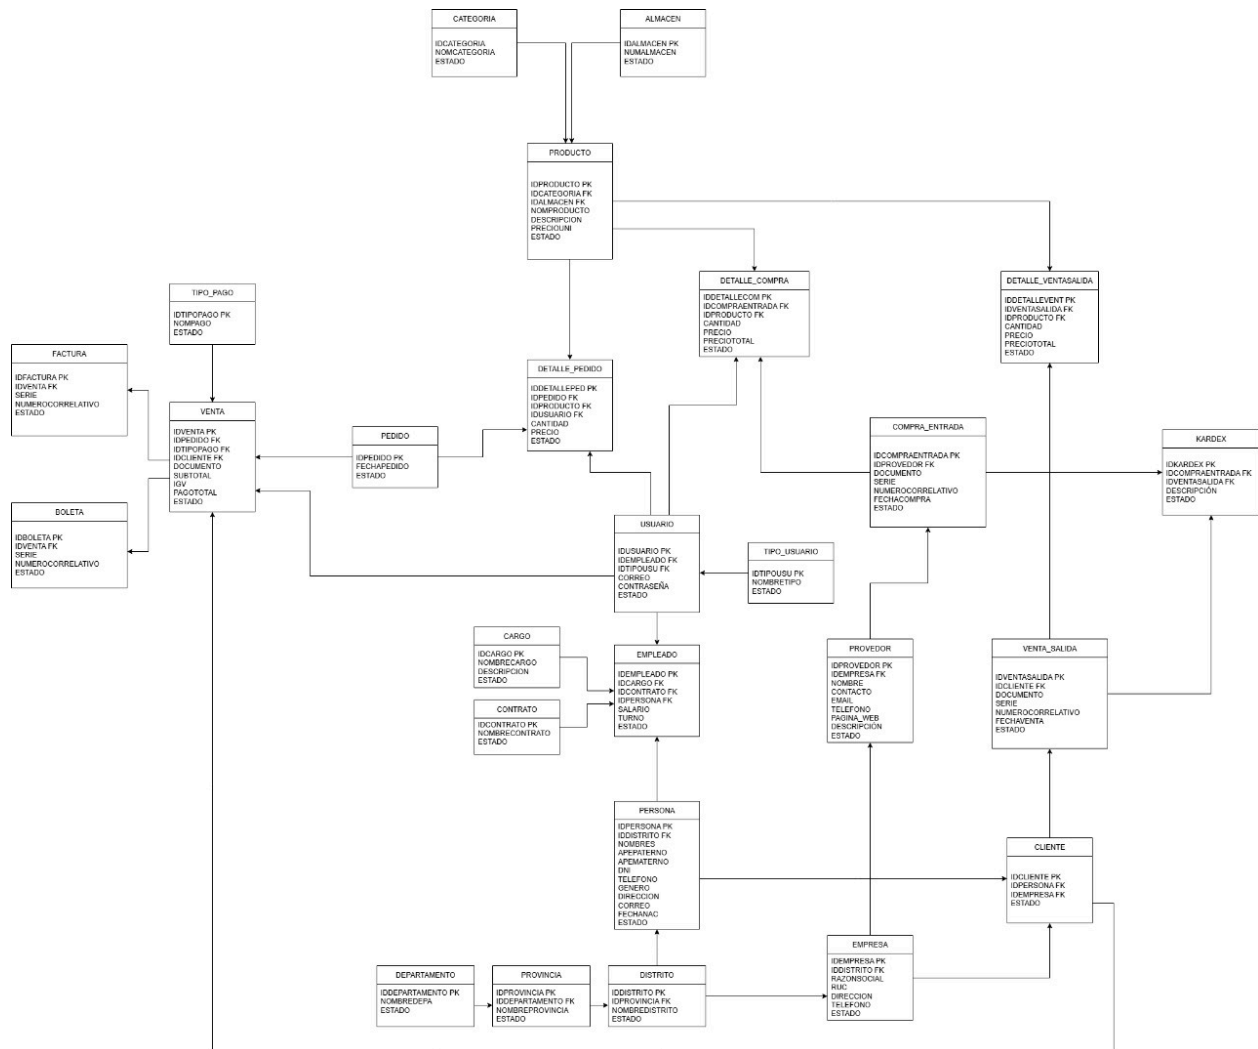 CATEGORIA
IDCATEGORIA
NOMCATEGORIA
ESTADO
ALMACEN
IDALMACEN PK
NUMALMACEN
ESTADO
PRODUCTO
IDPRODUCTO PK
IDCATEGORIA FK
IDALMACEN FK
NOMPRODUCTO
DESCRIPCION
PRECIOUNI
ESTADO
TIPO_PAGO
IDTIPOPAGO PK
NOMPAGO
ESTADO
DETALLE_COMPRA
IDDETALLECOM PK
IDCOMPRAENTRADA FK
IDPRODUCTO FK
CANTIDAD
PRECIO
PRECIOTOTAL
ESTADO
DETALLE_VENTASALIDA
IDDETALLEVENT PK
IDVENTASALIDA FK
IDPRODUCTO FK
CANTIDAD
PRECIO
PRECIOTOTAL
ESTADO
FACTURA
IDFACTURA PK
IDVENTA FK
SERIE
NUMEROCORRELATIVO
ESTADO
VENTA
IDVENTA PK
IDPEDIDO FK
IDTIPOPAGO FK
IDCLIENTE FK
DOCUMENTO
SUBTOTAL
IGV
PAGOTOTAL
ESTADO
PEDIDO
IDPEDIDO PK
FECHAPEDIDO
ESTADO
DETALLE_PEDIDO
IDDETALLEPED PK
IDPEDIDO FK
IDPRODUCTO FK
IDUSUARIO FK
CANTIDAD
PRECIO
ESTADO
COMPRA_ENTRADA
IDCOMPRAENTRADA PK
IDPROVEDOR FK
DOCUMENTO
SERIE
NUMEROCORRELATIVO
FECHACOMPRA
ESTADO
KARDEX
IDKARDEX PK
IDCOMPRAENTRADA FK
IDVENTASALIDA FK
DESCRIPCIÓN
ESTADO
BOLETA
IDBOLETA PK
IDVENTA FK
SERIE
NUMEROCORRELATIVO
ESTADO
USUARIO
IDUSUARIO PK
IDEMPLEADO FK
IDTIPOUSU FK
CORREO
CONTRASEÑA
ESTADO
TIPO_USUARIO
IDTIPOUSU PK
NOMBRETIPO
ESTADO
CARGO
IDCARGO PK
NOMBRECARGO
DESCRIPCION
ESTADO
CONTRATO
IDCONTRATO PK
NOMBRECONTRATO
ESTADO
EMPLEADO
IDEMPLEADO PK
IDCARGO FK
IDCONTRATO FK
IDPERSONA FK
SALARIO
TURNO
ESTADO
PROVEDOR
IDPROVEDOR PK
IDEMPRESA FK
NOMBRE
CONTACTO
EMAIL
TELEFONO
PAGINA_WEB
DESCRIPCIÓN
ESTADO
VENTA_SALIDA
IDVENTASALIDA PK
IDCLIENTE FK
DOCUMENTO
SERIE
NUMEROCORRELATIVO
FECHAVENTA
ESTADO
PERSONA
IDPERSONA PK
IDDISTRITO FK
NOMBRES
APEPATERNO
APEMATERNO
DNI
TELEFONO
GENERO
DIRECCION
CORREO
FECHANAC
ESTADO
CLIENTE
IDCLIENTE PK
IDPERSONA FK
IDEMPRESA FK
ESTADO
DEPARTAMENTO
IDDEPARTAMENTO PK
NOMBREDEPA
ESTADO
PROVINCIA
IDPROVINCIA PK
IDDEPARTAMENTO FK
NOMBREPROVINCIA
ESTADO
DISTRITO
IDDISTRITO PK
IDPROVINCIA FK
NOMBREDISTRITO
ESTADO
EMPRESA
IDEMPRESA PK
IDDISTRITO FK
RAZONSOCIAL
RUC
DIRECCION
TELEFONO
ESTADO